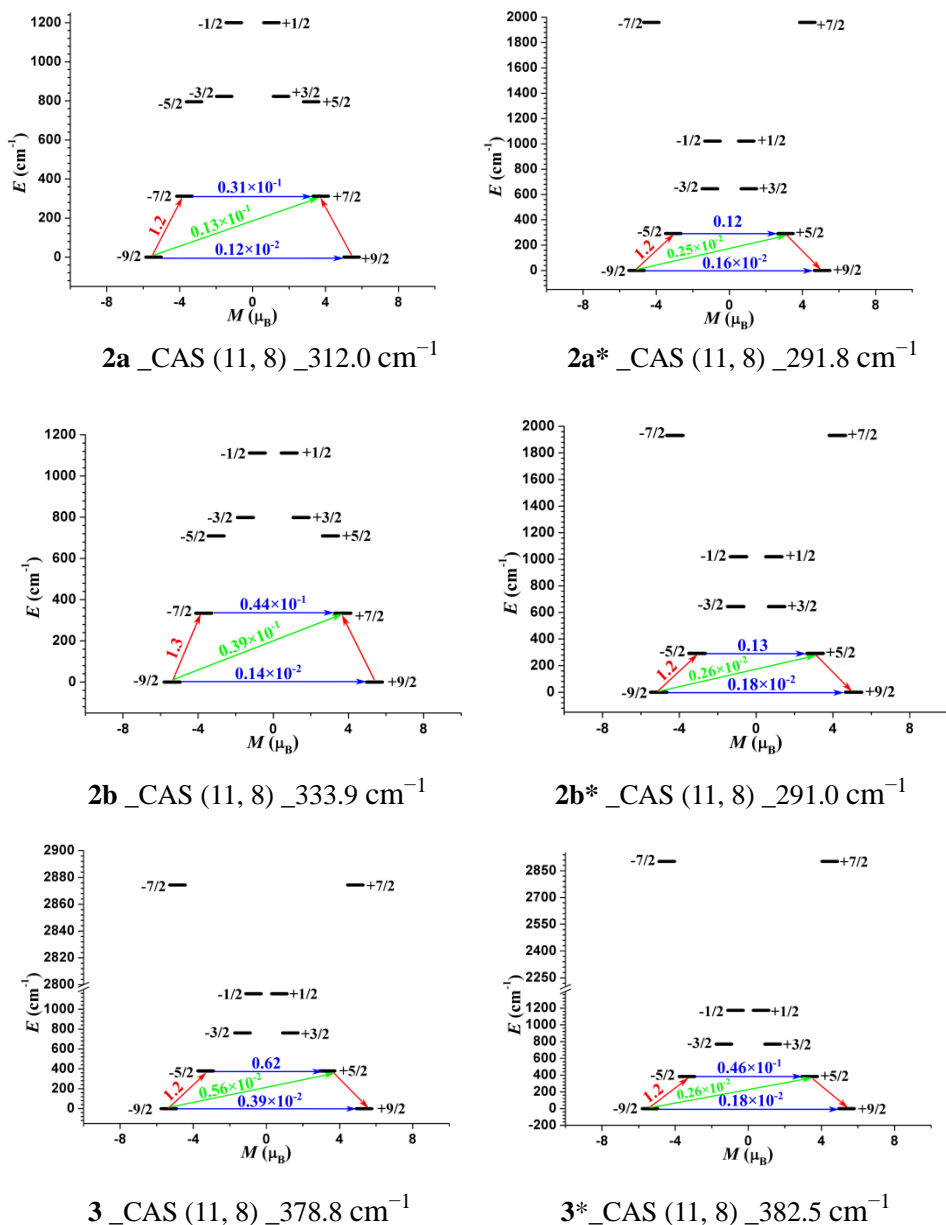 1200
1000
800
600
400
200
0
E (cm⁻¹)
-1/2 +1/2
-3/2 +3/2
-5/2 +5/2
-7/2 0.31×10⁻¹ +7/2
1.2
0.13×10⁻¹
-9/2 0.12×10⁻² +9/2
-8 -4 0 4 8
M (μB)
2a _CAS (11, 8) _312.0 cm⁻¹
2000
1800
1600
1400
1200
1000
800
600
400
200
0
E (cm⁻¹)
-7/2 +7/2
-1/2 +1/2
-3/2 +3/2
-5/2 0.12 +5/2
1.2
0.25×10⁻²
-9/2 0.16×10⁻² +9/2
-8 -4 0 4 8
M (μB)
2a* _CAS (11, 8) _291.8 cm⁻¹
1200
1000
800
600
400
200
0
E (cm⁻¹)
-1/2 +1/2
-3/2 +3/2
-5/2 +5/2
-7/2 0.44×10⁻¹ +7/2
1.3
0.39×10⁻¹
-9/2 0.14×10⁻² +9/2
-8 -4 0 4 8
M (μB)
2b _CAS (11, 8) _333.9 cm⁻¹
2000
1800
1600
1400
1200
1000
800
600
400
200
0
E (cm⁻¹)
-7/2 +7/2
-1/2 +1/2
-3/2 +3/2
-5/2 0.13 +5/2
1.2
0.26×10⁻²
-9/2 0.18×10⁻² +9/2
-8 -4 0 4 8
M (μB)
2b* _CAS (11, 8) _291.0 cm⁻¹
2900
2880
2860
2840
2820
2800
1000
800
600
400
200
0
E (cm⁻¹)
-7/2 +7/2
-1/2 +1/2
-3/2 +3/2
-5/2 0.62 +5/2
1.2
0.56×10⁻²
-9/2 0.39×10⁻² +9/2
-8 -4 0 4 8
M (μB)
3 _CAS (11, 8) _378.8 cm⁻¹
2850
2700
2550
2400
2250
1200
1000
800
600
400
200
0
-200
E (cm⁻¹)
-7/2 +7/2
-1/2 +1/2
-3/2 +3/2
-5/2 0.46×10⁻¹ +5/2
1.2
0.26×10⁻²
-9/2 0.18×10⁻² +9/2
-8 -4 0 4 8
M (μB)
3* _CAS (11, 8) _382.5 cm⁻¹